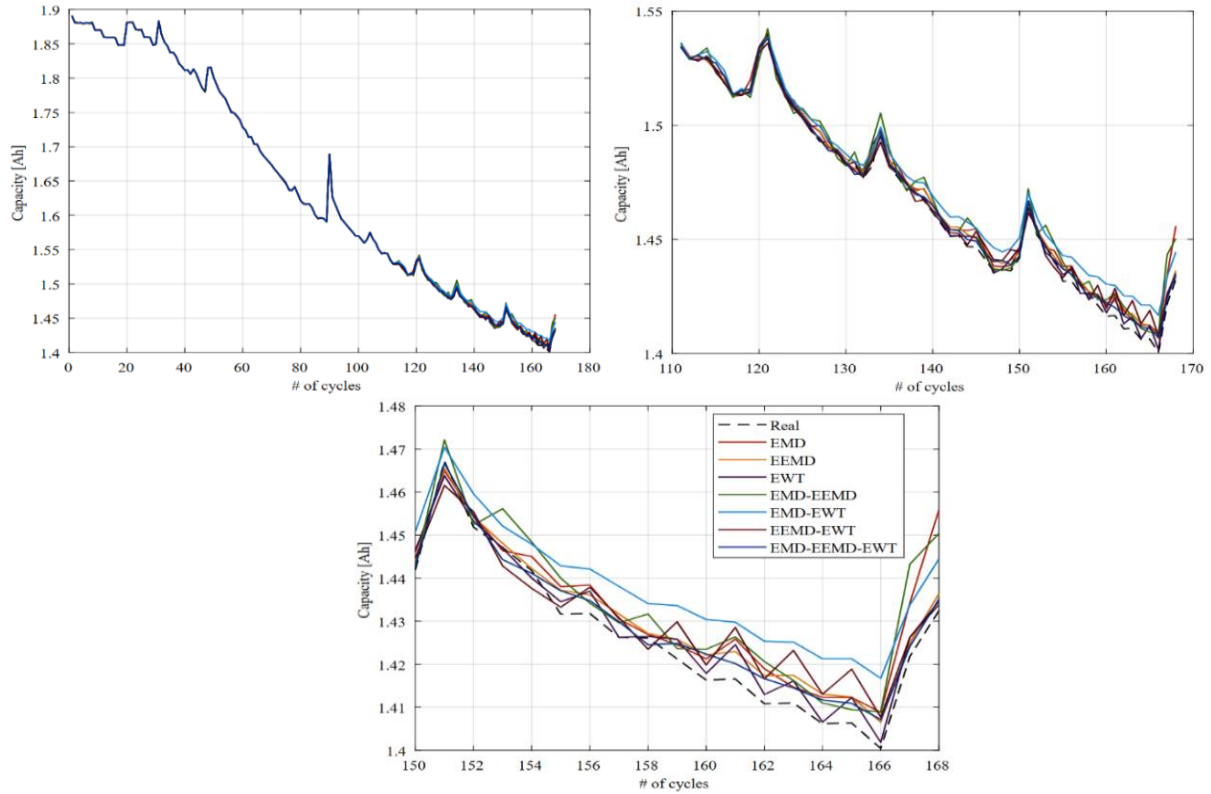 1.9
1.85
1.8
1.75
1.7
1.65
1.6
1.55
1.5
1.45
1.4
Capacity [Ah]
0 20 40 60 80 100 120 140 160 180
# of cycles
1.55
1.5
1.45
1.4
Capacity [Ah]
110 120 130 140 150 160 170
# of cycles
1.48
1.47
1.46
1.45
1.44
1.43
1.42
1.41
1.4
Capacity [Ah]
150 152 154 156 158 160 162 164 166 168
# of cycles
Real
EMD
EEMD
EWT
EMD-EEMD
EMD-EWT
EEMD-EWT
EMD-EEMD-EWT